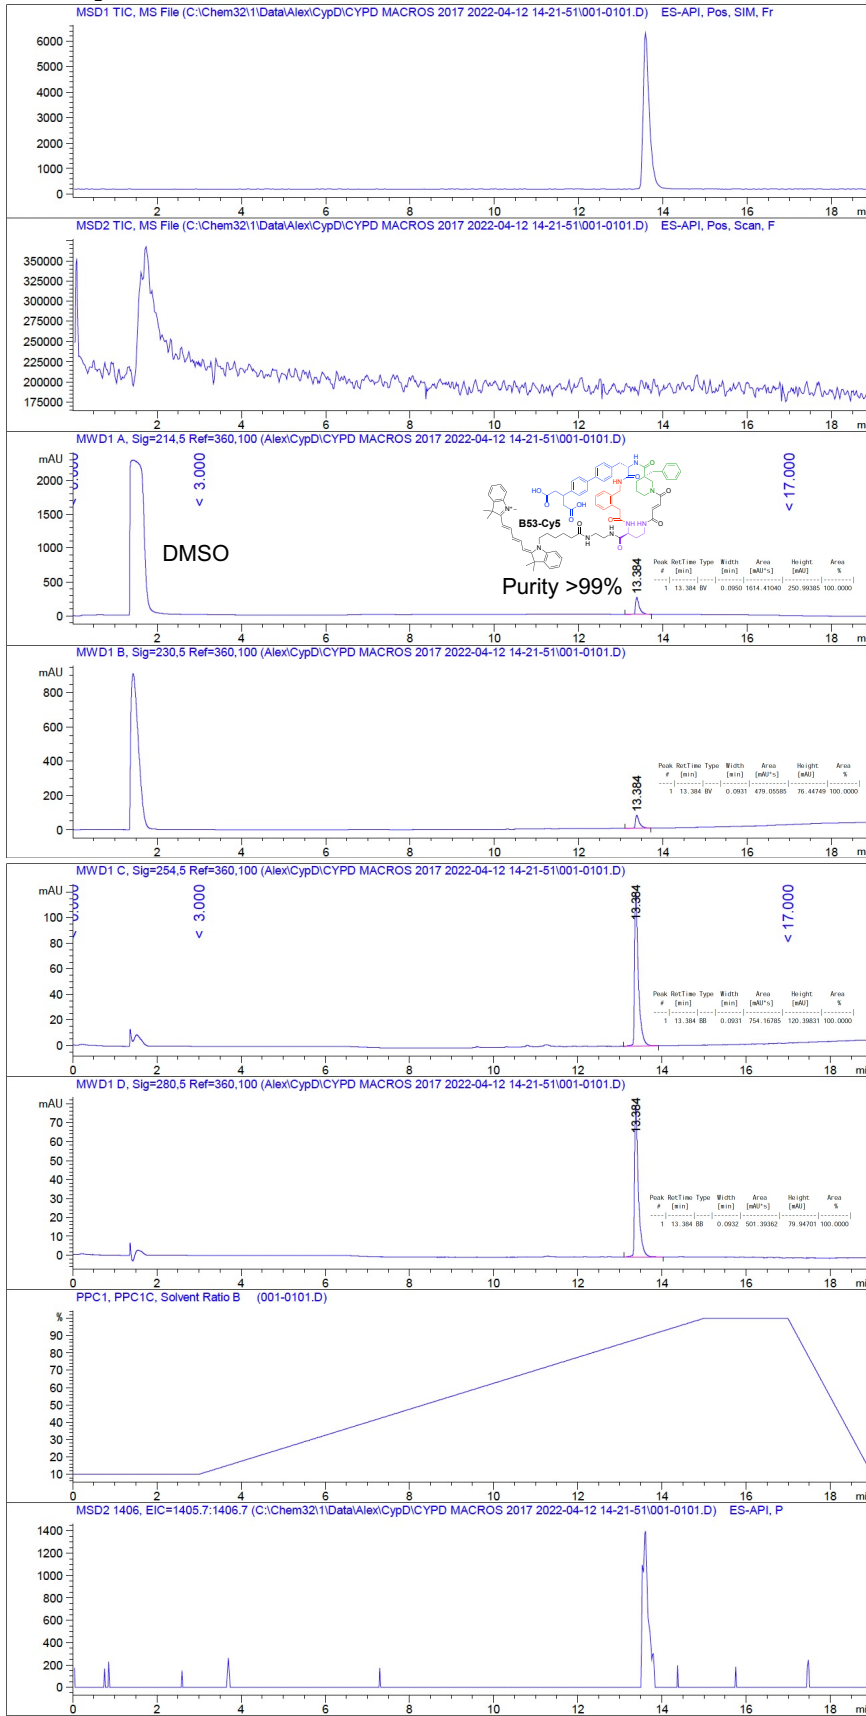 MSD1 TIC, MS File (C:\Chem32\1\Data\Alex\CypD\CYPD MACROS 2017 2022-04-12 14-21-51\001-0101.D) ES-API, Pos, SIM, Fr
6000
5000
4000
3000
2000
1000
0
0 2 4 6 8 10 12 14 16 18 m
MSD2 TIC, MS File (C:\Chem32\1\Data\Alex\CypD\CYPD MACROS 2017 2022-04-12 14-21-51\001-0101.D) ES-API, Pos, Scan, F
350000
325000
300000
275000
250000
225000
200000
175000
0 2 4 6 8 10 12 14 16 18 m
MWD1 A, Sig=214,5 Ref=360,100 (Alex\CypD\CYPD MACROS 2017 2022-04-12 14-21-51\001-0101.D)
mAU
2000
1500
1000
500
0
< 3.000
< 17.000
DMSO
B53-Cy5
Purity >99%
13.384
Peak RetTime Type Width Area Height Area
# [min] [min] [mAU*s] [mAU] %
1 13.384 BV 0.0950 1614.41040 250.99385 100.0000
0 2 4 6 8 10 12 14 16 18 m
MWD1 B, Sig=230,5 Ref=360,100 (Alex\CypD\CYPD MACROS 2017 2022-04-12 14-21-51\001-0101.D)
mAU
800
600
400
200
0
13.384
Peak RetTime Type Width Area Height Area
# [min] [min] [mAU*s] [mAU] %
1 13.384 BV 0.0931 479.05585 76.44749 100.0000
0 2 4 6 8 10 12 14 16 18 m
MWD1 C, Sig=254,5 Ref=360,100 (Alex\CypD\CYPD MACROS 2017 2022-04-12 14-21-51\001-0101.D)
mAU
100
80
60
40
20
0
< 3.000
< 17.000
13.384
Peak RetTime Type Width Area Height Area
# [min] [min] [mAU*s] [mAU] %
1 13.384 BB 0.0931 754.16785 120.39831 100.0000
0 2 4 6 8 10 12 14 16 18 mi
MWD1 D, Sig=280,5 Ref=360,100 (Alex\CypD\CYPD MACROS 2017 2022-04-12 14-21-51\001-0101.D)
mAU
70
60
50
40
30
20
10
0
13.384
Peak RetTime Type Width Area Height Area
# [min] [min] [mAU*s] [mAU] %
1 13.384 BB 0.0932 501.39362 79.94701 100.0000
0 2 4 6 8 10 12 14 16 18 mi
PPC1, PPC1C, Solvent Ratio B (001-0101.D)
%
90
80
70
60
50
40
30
20
10
0 2 4 6 8 10 12 14 16 18 mi
MSD2 1406, EIC=1405.7:1406.7 (C:\Chem32\1\Data\Alex\CypD\CYPD MACROS 2017 2022-04-12 14-21-51\001-0101.D) ES-API, P
1400
1200
1000
800
600
400
200
0
0 2 4 6 8 10 12 14 16 18 mi